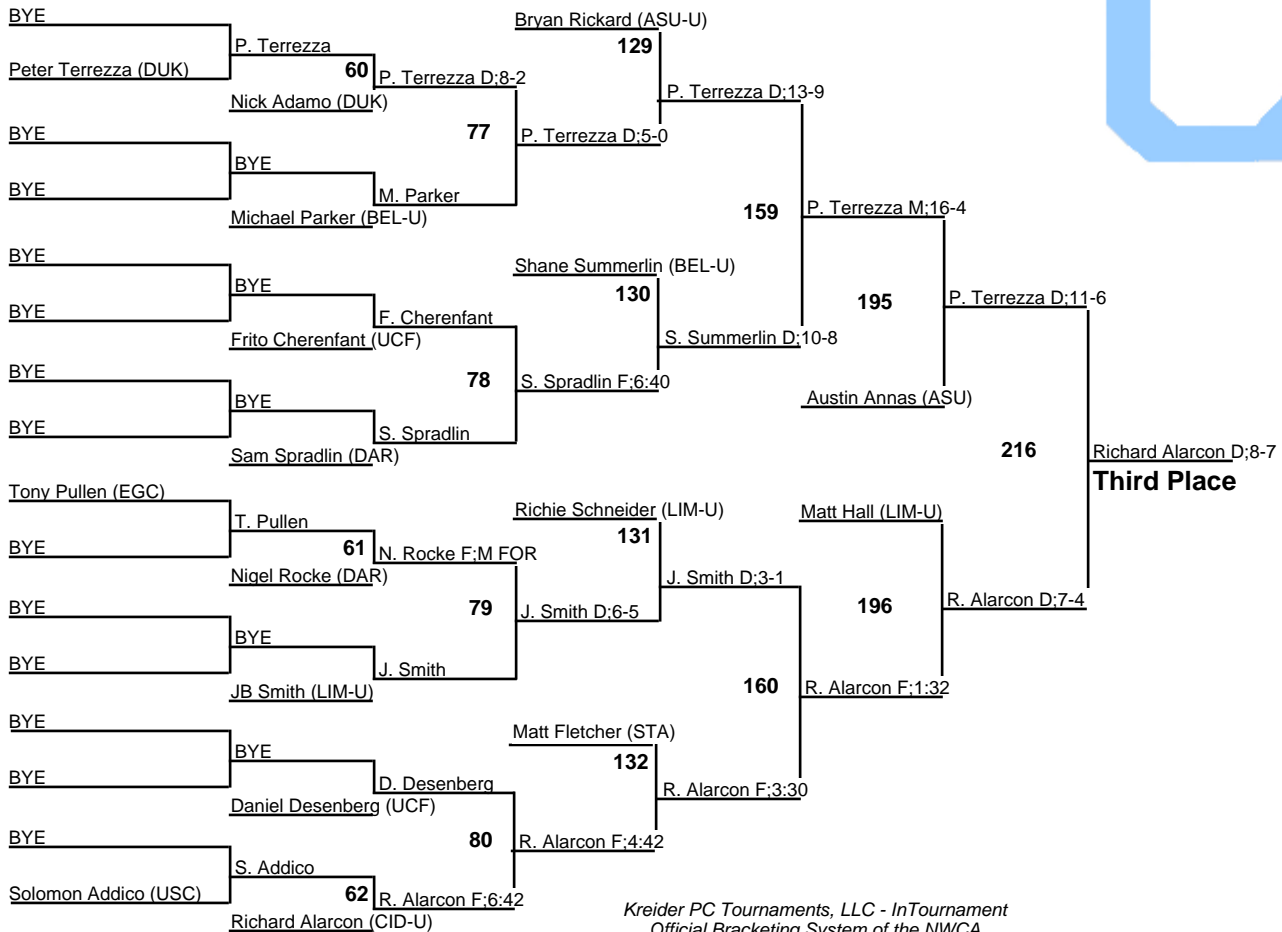 BYE
Bryan Rickard (ASU-U)
129
P. Terrezza
Peter Terrezza (DUK)
60
P. Terrezza D;8-2
P. Terrezza D;13-9
Nick Adamo (DUK)
BYE
77
P. Terrezza D;5-0
BYE
BYE
M. Parker
159
P. Terrezza M;16-4
Michael Parker (BEL-U)
BYE
Shane Summerlin (BEL-U)
BYE
130
195
P. Terrezza D;11-6
BYE
F. Cherenfant
Frito Cherenfant (UCF)
S. Summerlin D;10-8
BYE
78
S. Spradlin F;6:40
Austin Annas (ASU)
BYE
BYE
S. Spradlin
216
Richard Alarcon D;8-7
Sam Spradlin (DAR)
Third Place
Tony Pullen (EGC)
Richie Schneider (LIM-U)
Matt Hall (LIM-U)
T. Pullen
131
BYE
61
N. Rocke F;M FOR
Nigel Rocke (DAR)
J. Smith D;3-1
BYE
79
J. Smith D;6-5
196
R. Alarcon D;7-4
BYE
BYE
J. Smith
160
R. Alarcon F;1:32
JB Smith (LIM-U)
BYE
Matt Fletcher (STA)
BYE
132
BYE
D. Desenberg
R. Alarcon F;3:30
Daniel Desenberg (UCF)
BYE
80
R. Alarcon F;4:42
S. Addico
Solomon Addico (USC)
62
R. Alarcon F;6:42
Richard Alarcon (CID-U)
Kreider PC Tournaments, LLC - InTournament
Official Bracketing System of the NWCA